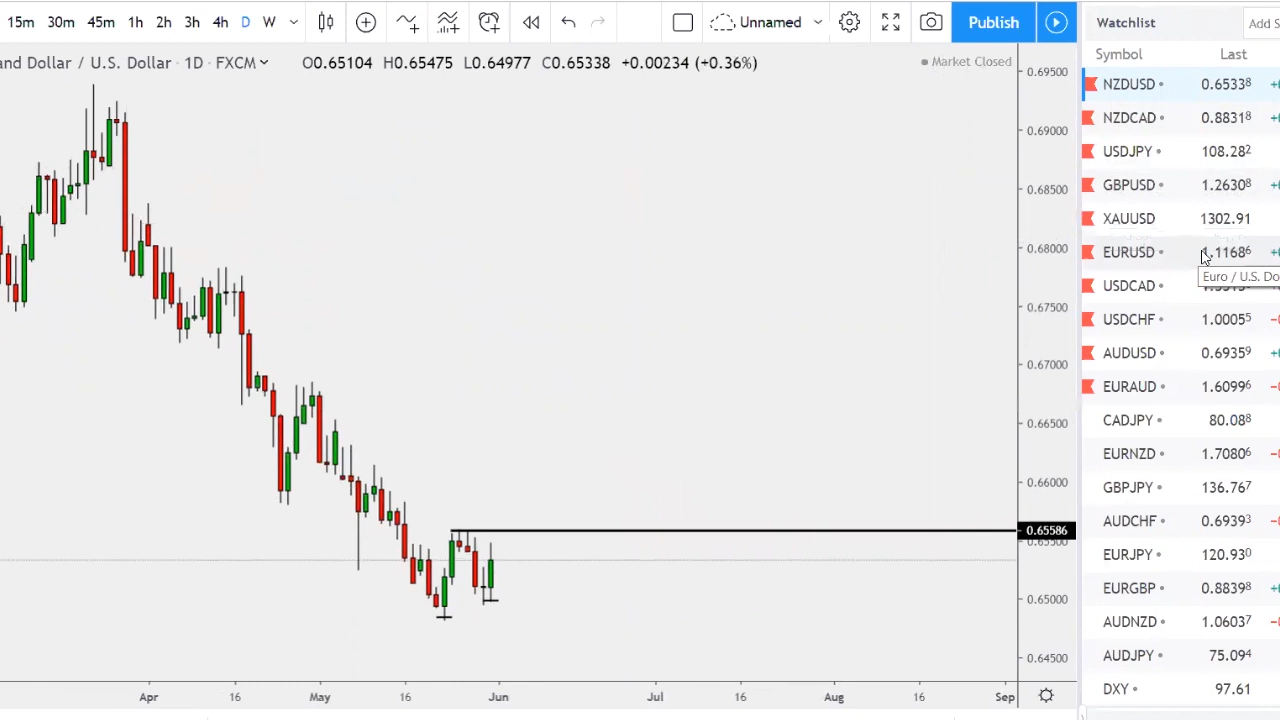 15m 30m 45m 1h 2h 3h 4h D W Unnamed Publish
Watchlist Add S
and Dollar / U.S. Dollar · 1D · FXCM O0.65104 H0.65475 L0.64977 C0.65338 +0.00234 (+0.36%) Market Closed
Symbol Last
NZDUSD 0.65338
NZDCAD 0.88318
USDJPY 108.282
GBPUSD 1.26308
XAUUSD 1302.91
EURUSD 1.11686
Euro / U.S. Do
USDCAD
USDCHF 1.00055
AUDUSD 0.69359
EURAUD 1.60996
CADJPY 80.088
EURNZD 1.70806
GBPJPY 136.767
AUDCHF 0.69393
EURJPY 120.930
EURGBP 0.88398
AUDNZD 1.06037
AUDJPY 75.094
DXY 97.61
0.69500
0.69000
0.68500
0.68000
0.67500
0.67000
0.66500
0.66000
0.65586
0.65000
0.64500
Apr 16 May 16 Jun Jul 16 Aug 16 Sep